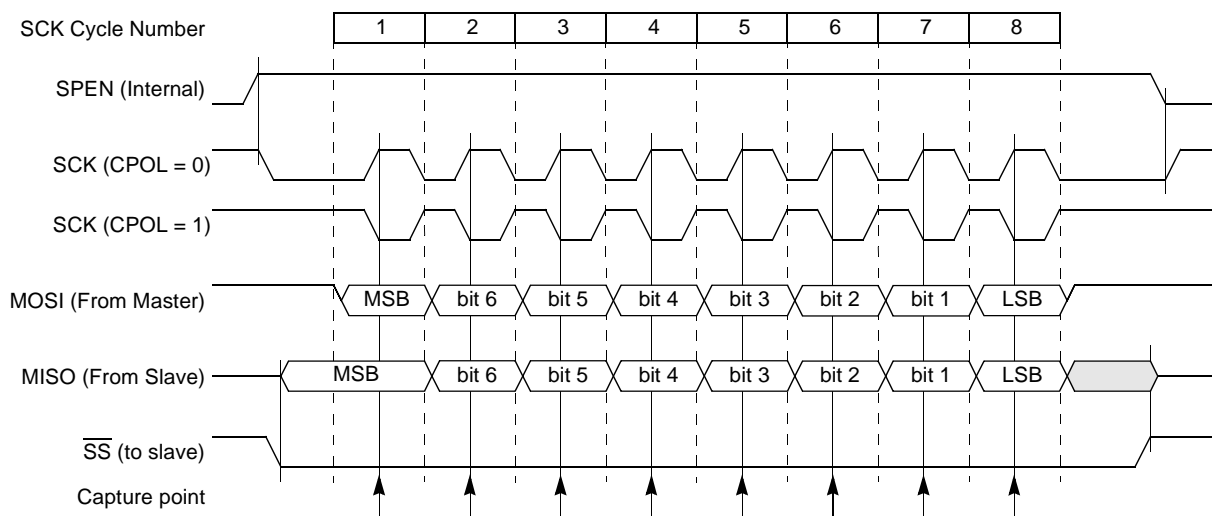 SCK Cycle Number 1 2 3 4 5 6 7 8
SPEN (Internal)
SCK (CPOL = 0)
SCK (CPOL = 1)
MOSI (From Master) MSB bit 6 bit 5 bit 4 bit 3 bit 2 bit 1 LSB
MISO (From Slave) MSB bit 6 bit 5 bit 4 bit 3 bit 2 bit 1 LSB
S̅S̅ (to slave)
Capture point